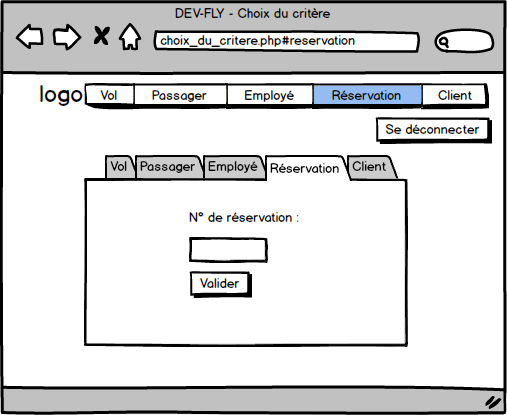 DEV-FLY - Choix du critère
choix_du_critere.php#reservation
logo Vol Passager Employé Réservation Client
Se déconnecter
Vol Passager Employé Réservation Client
N° de réservation :
Valider